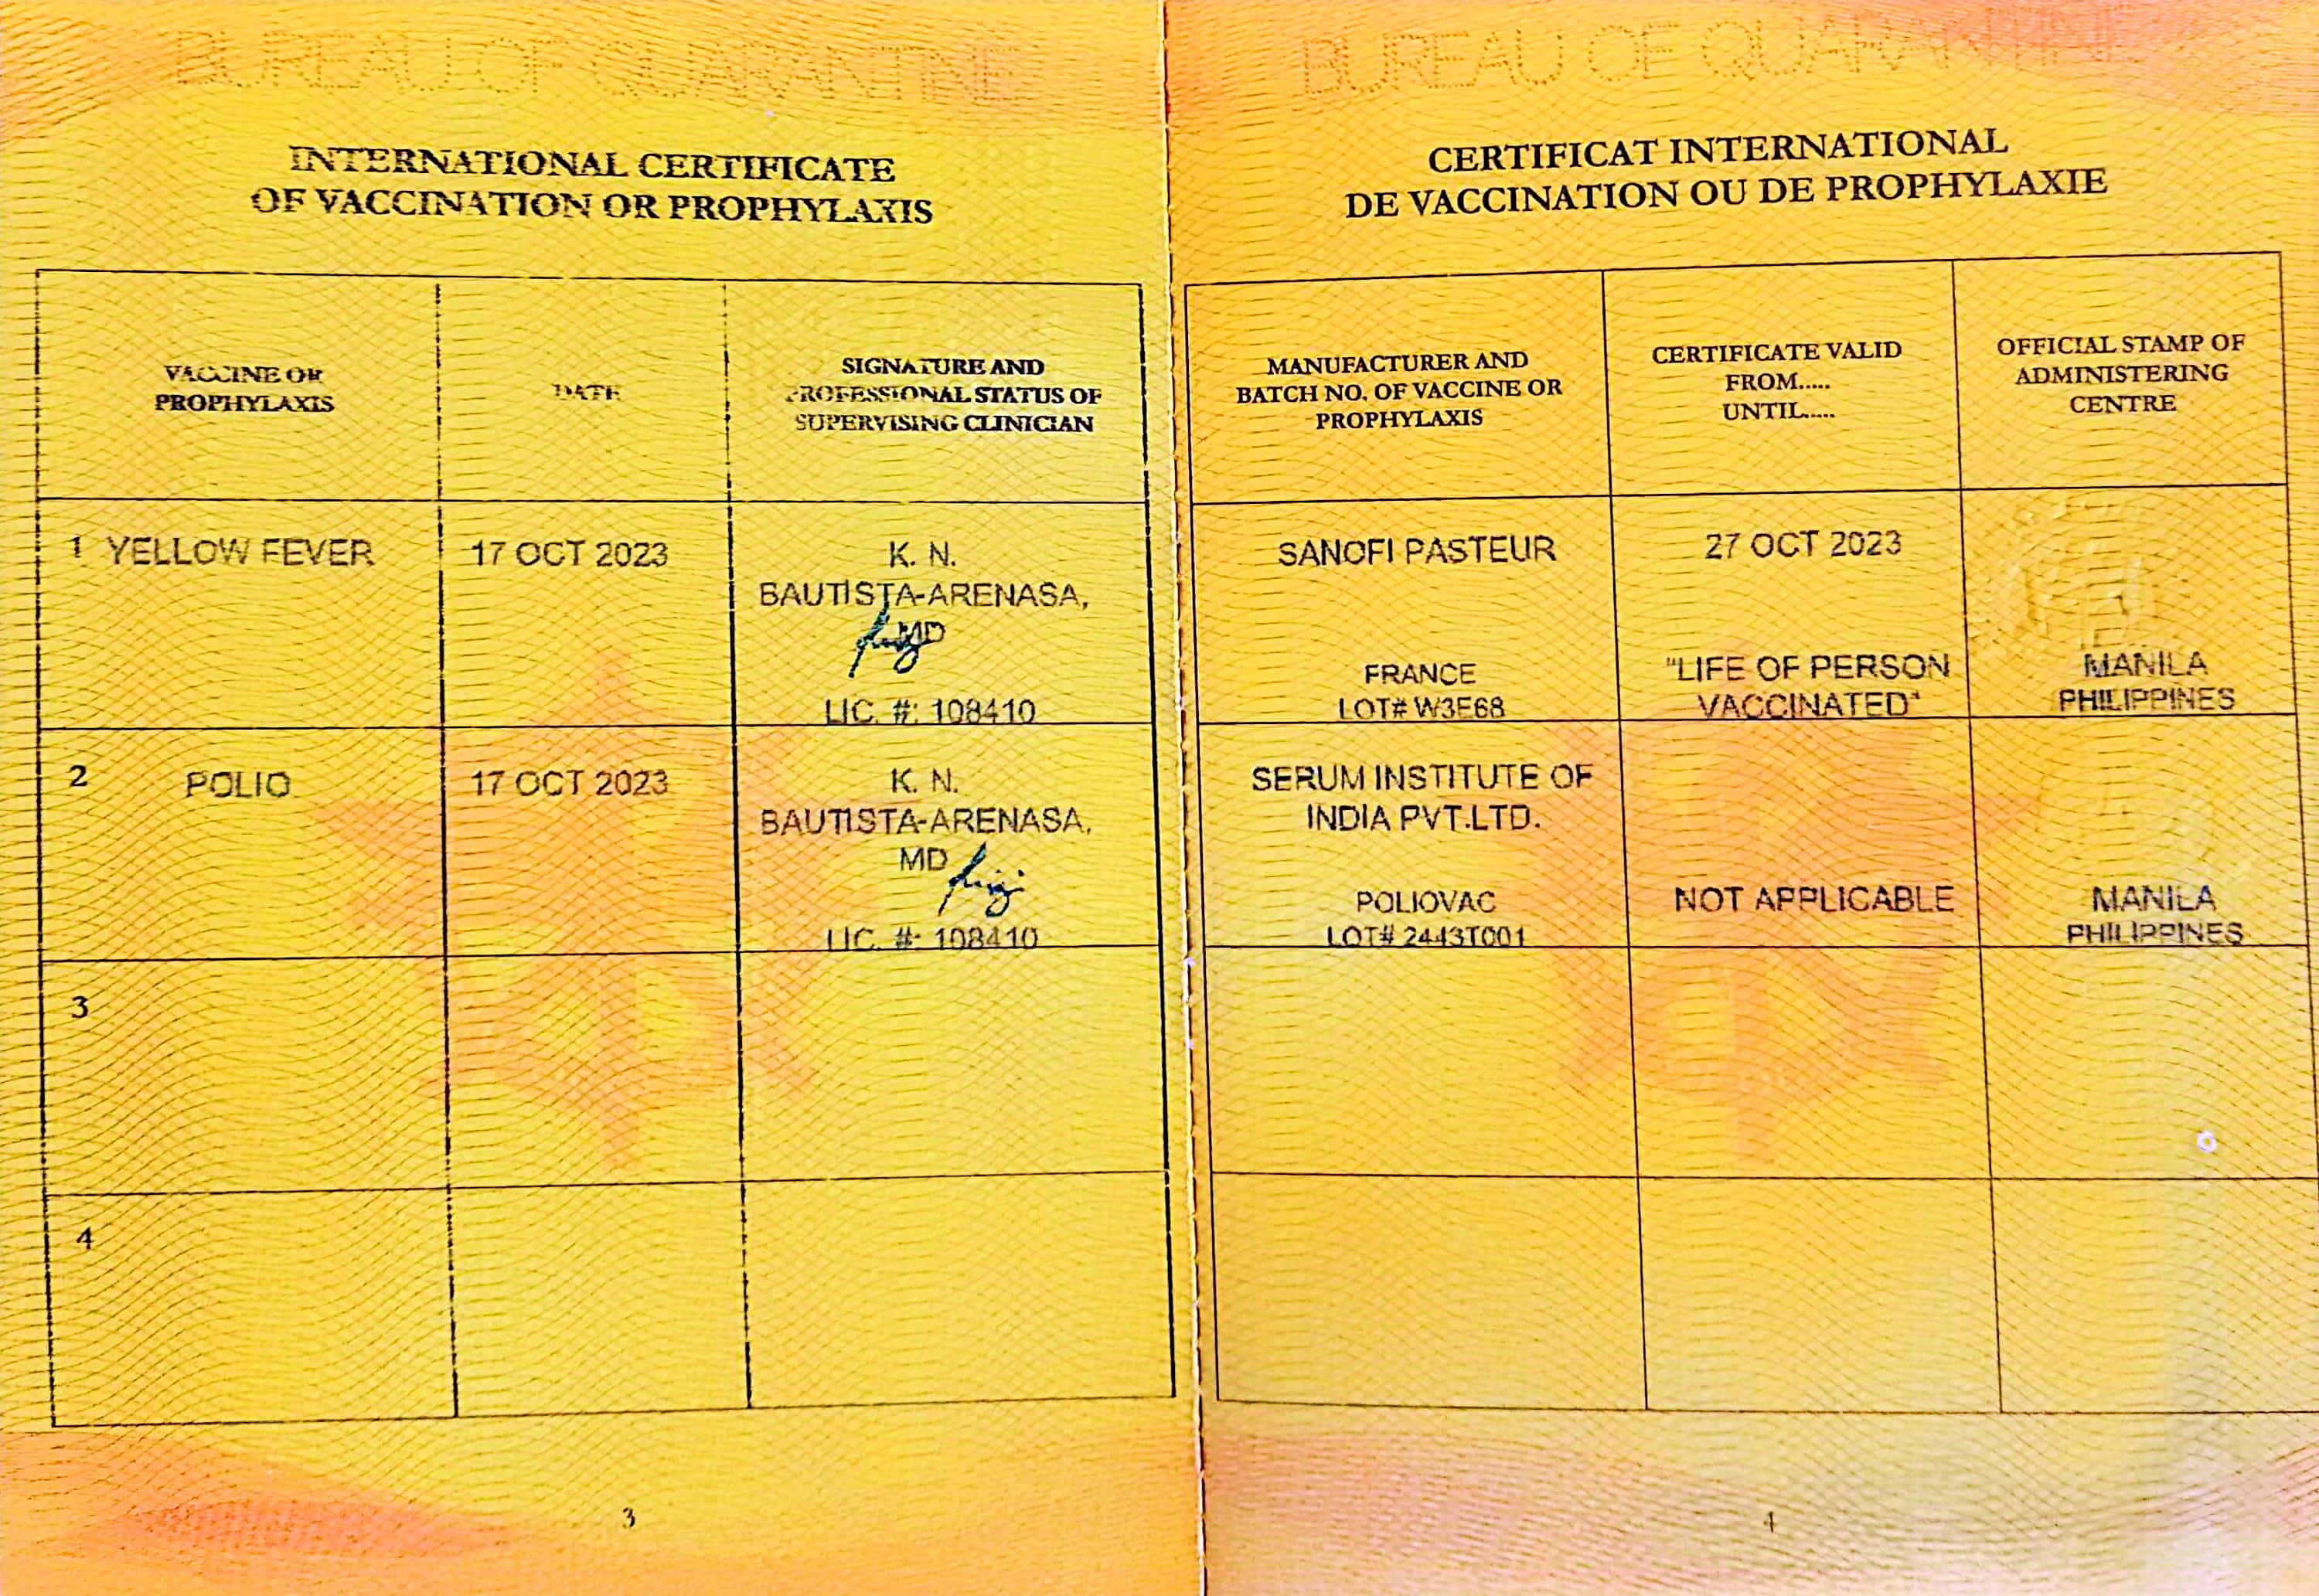 BUREAU OF QUARANTINE
INTERNATIONAL CERTIFICATE
OF VACCINATION OR PROPHYLAXIS
VACCINE OR
PROPHYLAXIS
DATE
SIGNATURE AND
PROFESSIONAL STATUS OF
SUPERVISING CLINICIAN
1 YELLOW FEVER
17 OCT 2023
K. N.
BAUTISTA-ARENASA,
MD
LIC. #: 108410
2 POLIO
17 OCT 2023
K. N.
BAUTISTA-ARENASA,
MD
LIC. #: 108410
3
4
3
BUREAU OF QUARANTINE
CERTIFICAT INTERNATIONAL
DE VACCINATION OU DE PROPHYLAXIE
MANUFACTURER AND
BATCH NO. OF VACCINE OR
PROPHYLAXIS
CERTIFICATE VALID
FROM.....
UNTIL.....
OFFICIAL STAMP OF
ADMINISTERING
CENTRE
SANOFI PASTEUR
FRANCE
LOT# W3E68
27 OCT 2023
"LIFE OF PERSON
VACCINATED"
MANILA
PHILIPPINES
SERUM INSTITUTE OF
INDIA PVT.LTD.
POLIOVAC
LOT# 2443T001
NOT APPLICABLE
MANILA
PHILIPPINES
4